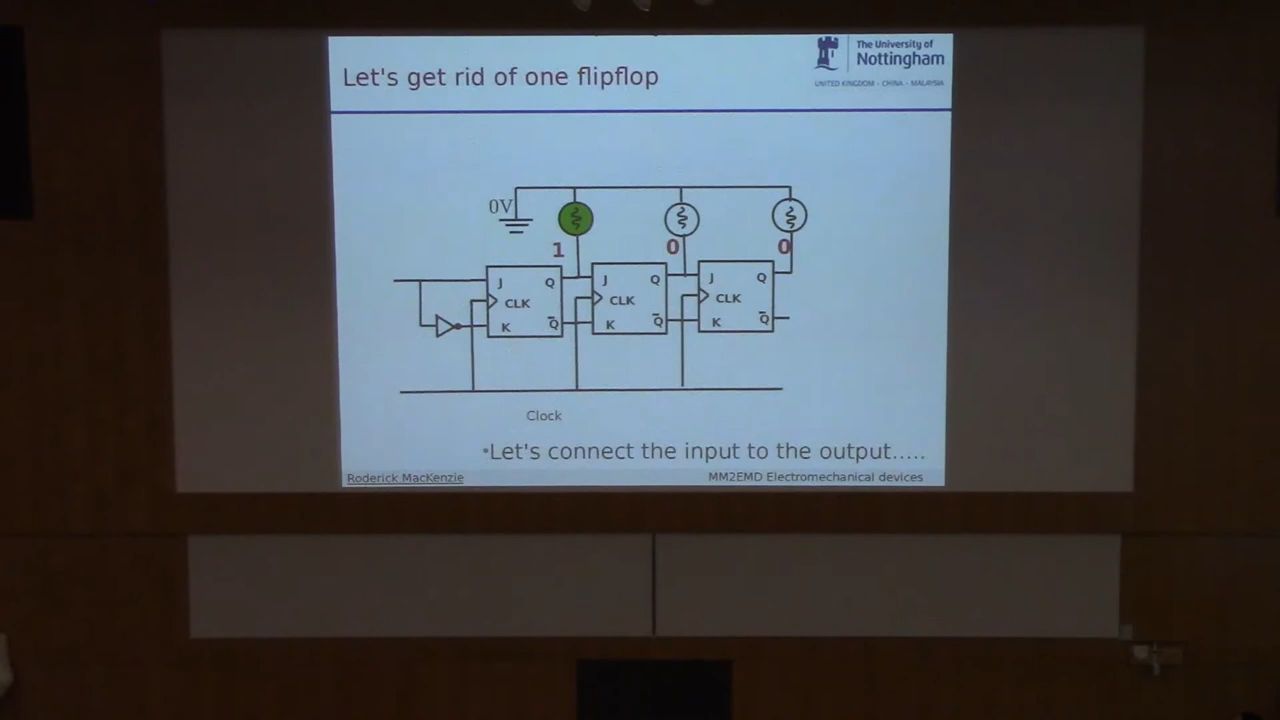 Let's get rid of one flipflop
The University of
Nottingham
UNITED KINGDOM · CHINA · MALAYSIA
0V
1
0
0
J
Q
CLK
K
Q̅
J
Q
CLK
K
Q̅
J
Q
CLK
K
Q̅
Clock
•Let's connect the input to the output.....
Roderick MacKenzie
MM2EMD Electromechanical devices